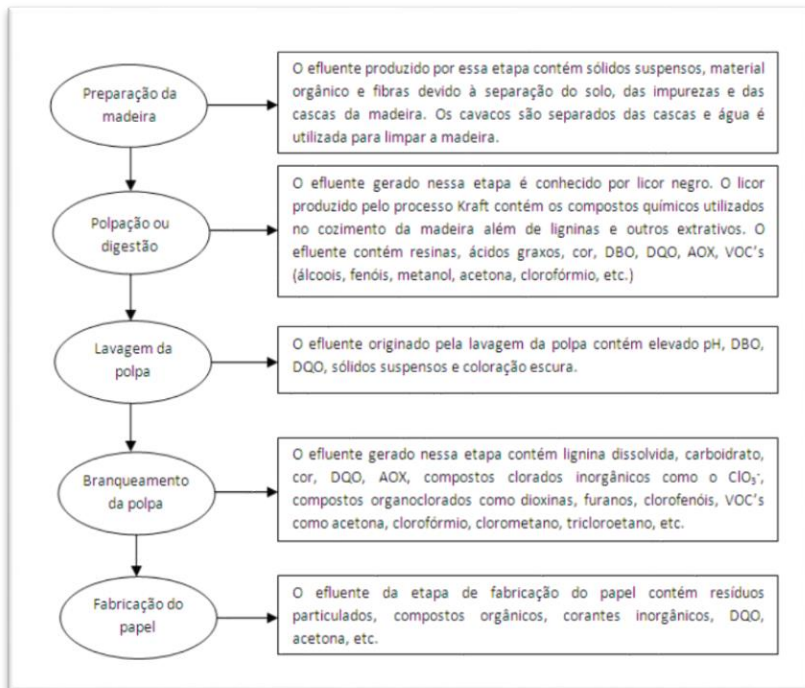 Preparação da
madeira
O efluente produzido por essa etapa contém sólidos suspensos, material
orgânico e fibras devido à separação do solo, das impurezas e das
cascas da madeira. Os cavacos são separados das cascas e água é
utilizada para limpar a madeira.
Polpação ou
digestão
O efluente gerado nessa etapa é conhecido por licor negro. O licor
produzido pelo processo Kraft contém os compostos químicos utilizados
no cozimento da madeira além de ligninas e outros extrativos. O
efluente contém resinas, ácidos graxos, cor, DBO, DQO, AOX, VOC's
(álcoois, fenóis, metanol, acetona, clorofórmio, etc.)
Lavagem da
polpa
O efluente originado pela lavagem da polpa contém elevado pH, DBO,
DQO, sólidos suspensos e coloração escura.
Branqueamento
da polpa
O efluente gerado nessa etapa contém lignina dissolvida, carboidrato,
cor, DQO, AOX, compostos clorados inorgânicos como o ClO₃⁻,
compostos organoclorados como dioxinas, furanos, clorofenóis, VOC's
como acetona, clorofórmio, clorometano, tricloroetano, etc.
Fabricação do
papel
O efluente da etapa de fabricação do papel contém resíduos
particulados, compostos orgânicos, corantes inorgânicos, DQO,
acetona, etc.